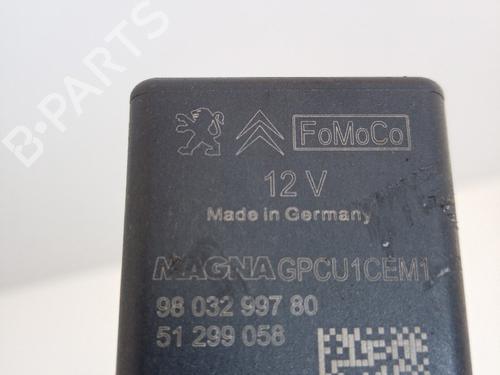 B-PARTS
FoMoCo
12 V
Made in Germany
MAGNA GPCU1CEM1
98 032 997 80
51 299 058